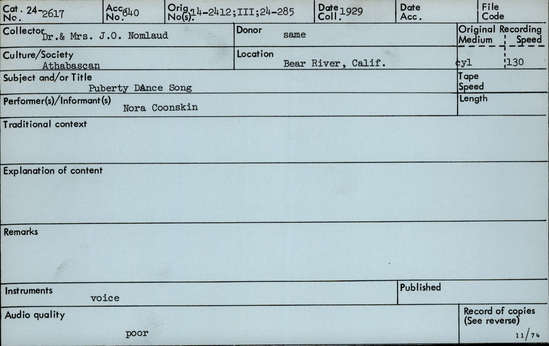 Cat. 24-2617 Acc. 640 Orig. 14-2412;III;24-285 Date 1929 Date File
No. No. No(s). Coll. Acc. Code
Collector Dr.& Mrs. J.O. Nomlaud Donor same Original Recording
Medium Speed
Culture/Society Location
Athabascan Bear River, Calif. cyl 130
Subject and/or Title Tape
Puberty DAnce Song Speed
Performer(s)/Informant(s) Nora Coonskin Length
Traditional context
Explanation of content
Remarks
Instruments Published
voice
Audio quality Record of copies
poor (See reverse)
11/74